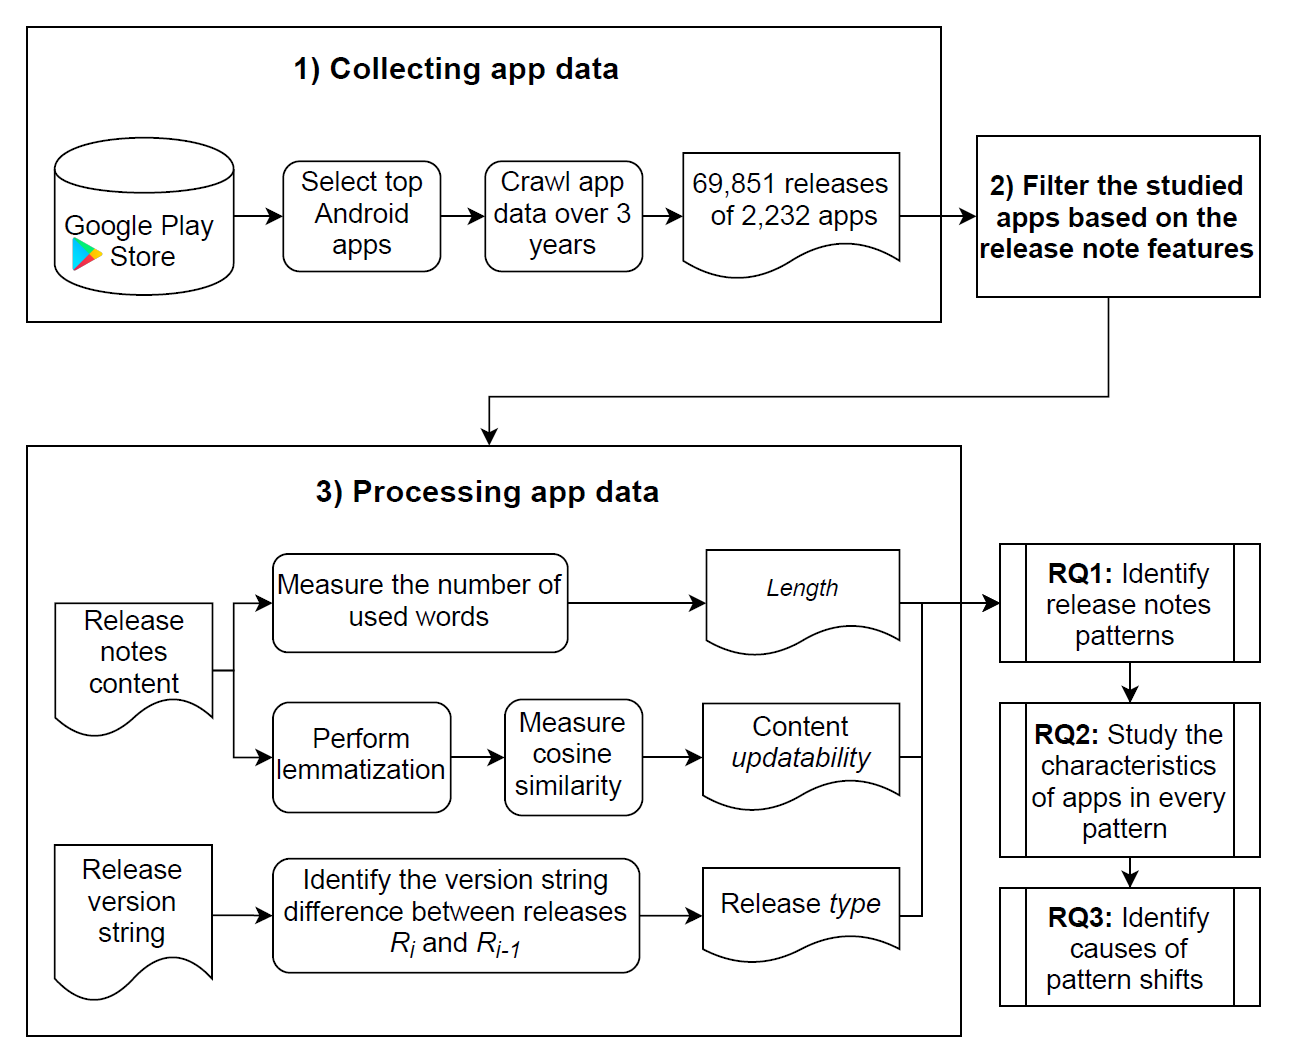 1) Collecting app data
Google Play
Store
Select top
Android
apps
Crawl app
data over 3
years
69,851 releases
of 2,232 apps
2) Filter the studied
apps based on the
release note features
3) Processing app data
Release
notes
content
Measure the number of
used words
Length
Perform
lemmatization
Measure
cosine
similarity
Content
updatability
Release
version
string
Identify the version string
difference between releases
Ri and Ri-1
Release type
RQ1: Identify
release notes
patterns
RQ2: Study the
characteristics
of apps in every
pattern
RQ3: Identify
causes of
pattern shifts